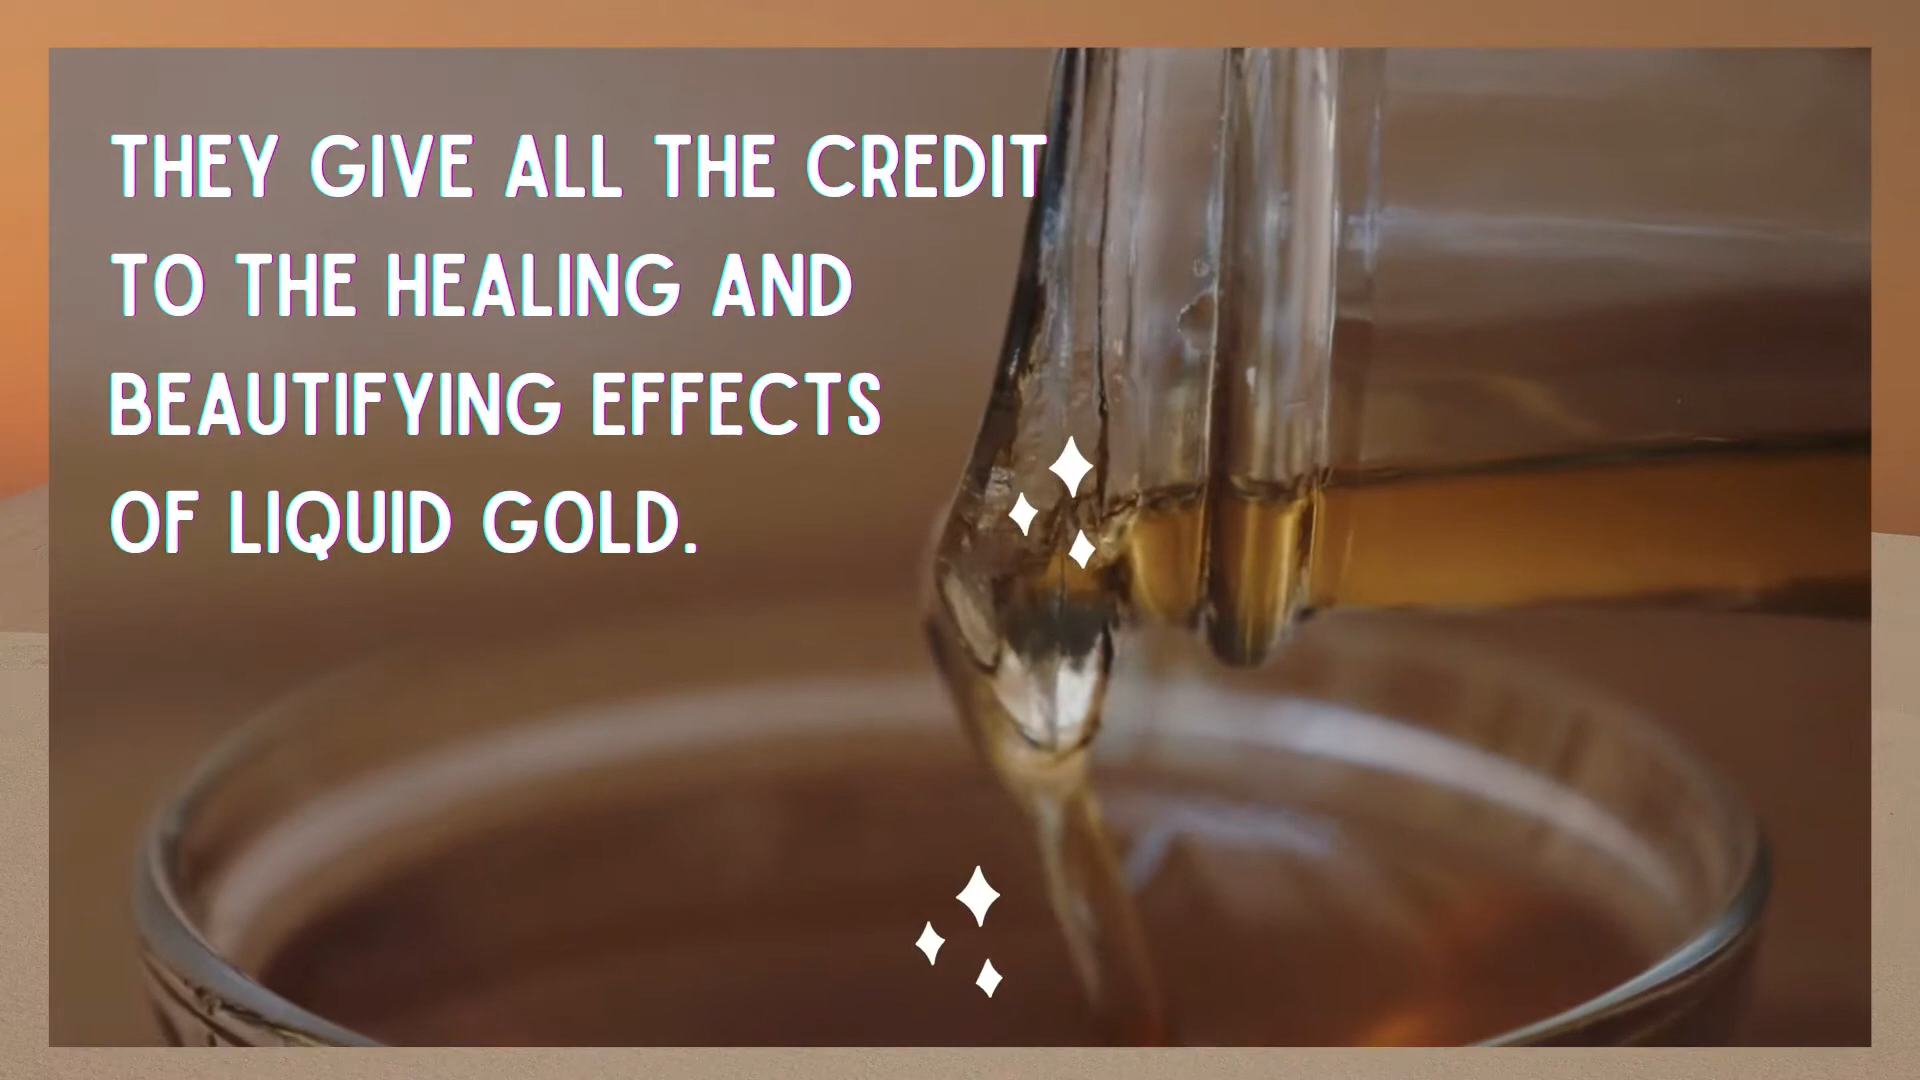 THEY GIVE ALL THE CREDIT
TO THE HEALING AND
BEAUTIFYING EFFECTS
OF LIQUID GOLD.